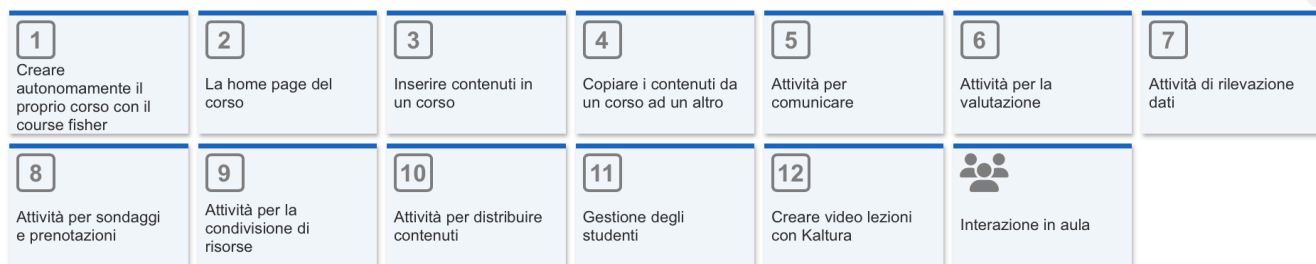 1
Creare
autonomamente il
proprio corso con il
course fisher
2
La home page del
corso
3
Inserire contenuti in
un corso
4
Copiare i contenuti da
un corso ad un altro
5
Attività per
comunicare
6
Attività per la
valutazione
7
Attività di rilevazione
dati
8
Attività per sondaggi
e prenotazioni
9
Attività per la
condivisione di
risorse
10
Attività per distribuire
contenuti
11
Gestione degli
studenti
12
Creare video lezioni
con Kaltura
Interazione in aula